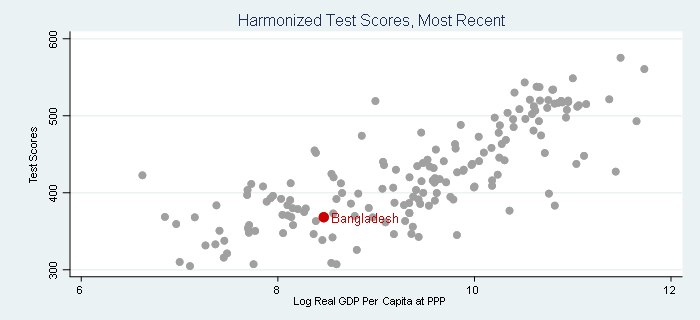 Harmonized Test Scores, Most Recent
600
500
400
300
Test Scores
Bangladesh
6
8
10
12
Log Real GDP Per Capita at PPP